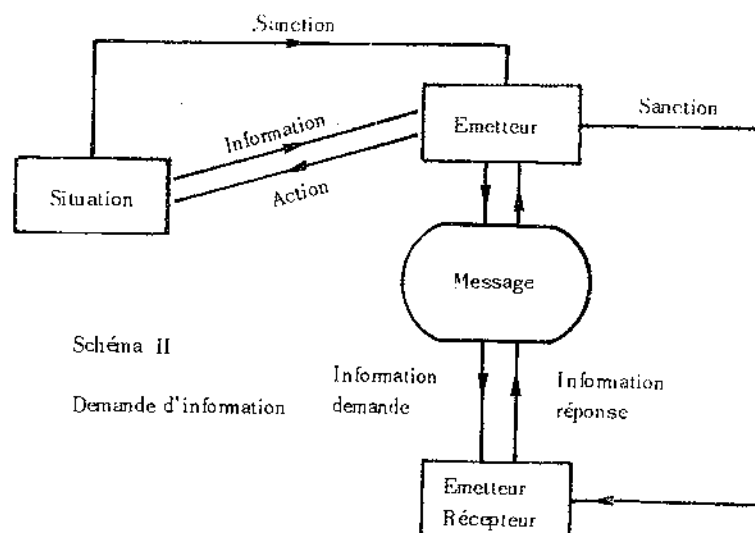 Sanction
Emetteur
Sanction
Information
Action
Situation
Message
Schéma II
Demande d'information
Information
demande
Information
réponse
Emetteur
Récepteur